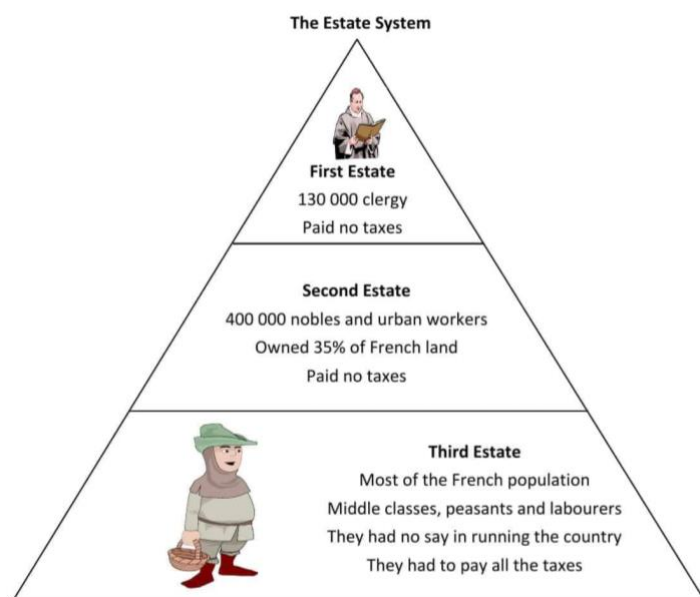 The Estate System
First Estate
130 000 clergy
Paid no taxes
Second Estate
400 000 nobles and urban workers
Owned 35% of French land
Paid no taxes
Third Estate
Most of the French population
Middle classes, peasants and labourers
They had no say in running the country
They had to pay all the taxes